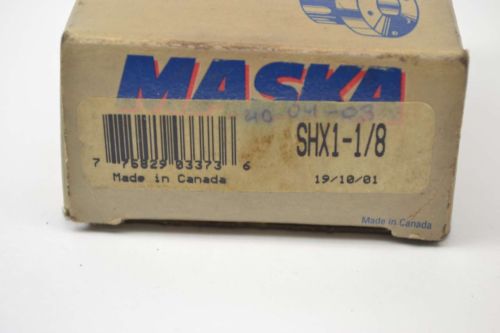 MASKA
40-04-03
SHX1-1/8
7 75829 03373 6
Made in Canada
19/10/01
Made in Canada